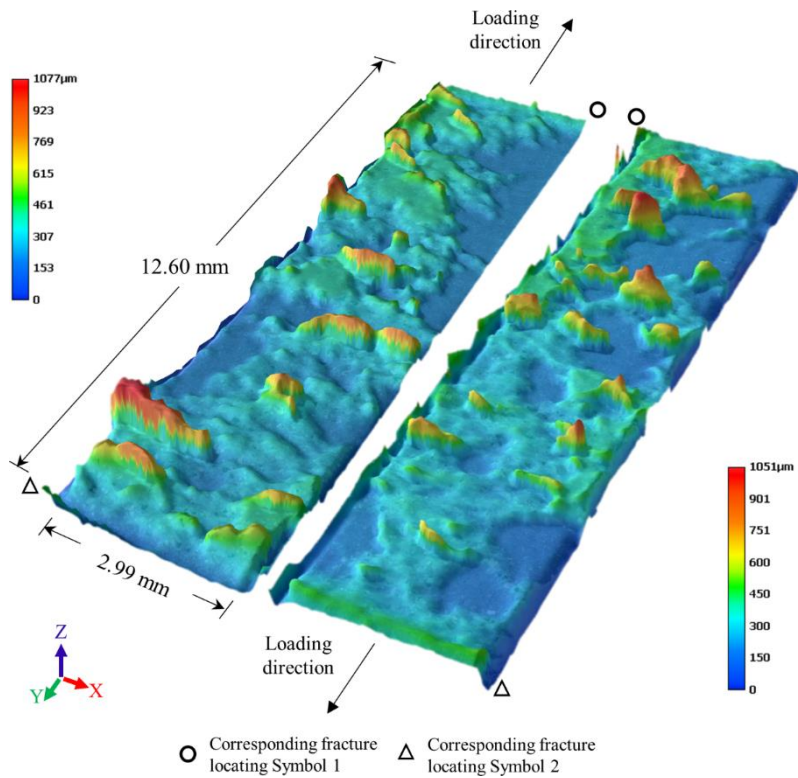 Loading
direction
1077µm
923
769
615
461
307
153
0
12.60 mm
2.99 mm
1051µm
901
751
600
450
300
150
0
Loading
direction
Z
Y
X
Corresponding fracture
locating Symbol 1
Corresponding fracture
locating Symbol 2